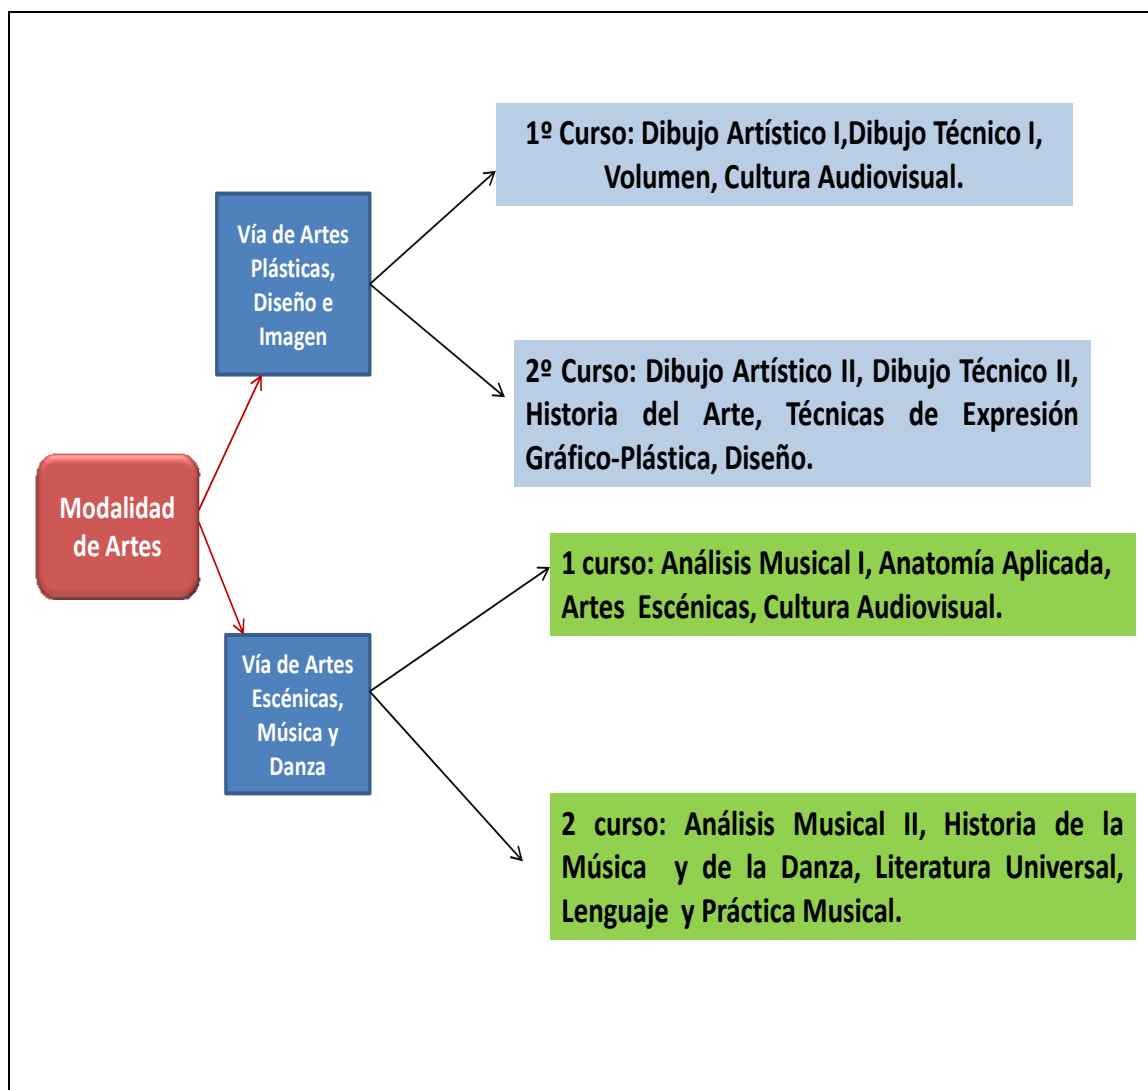 1º Curso: Dibujo Artístico I,Dibujo Técnico I,
Volumen, Cultura Audiovisual.
Vía de Artes
Plásticas,
Diseño e
Imagen
2º Curso: Dibujo Artístico II, Dibujo Técnico II,
Historia del Arte, Técnicas de Expresión
Gráfico-Plástica, Diseño.
Modalidad
de Artes
1 curso: Análisis Musical I, Anatomía Aplicada,
Artes Escénicas, Cultura Audiovisual.
Vía de Artes
Escénicas,
Música y
Danza
2 curso: Análisis Musical II, Historia de la
Música y de la Danza, Literatura Universal,
Lenguaje y Práctica Musical.